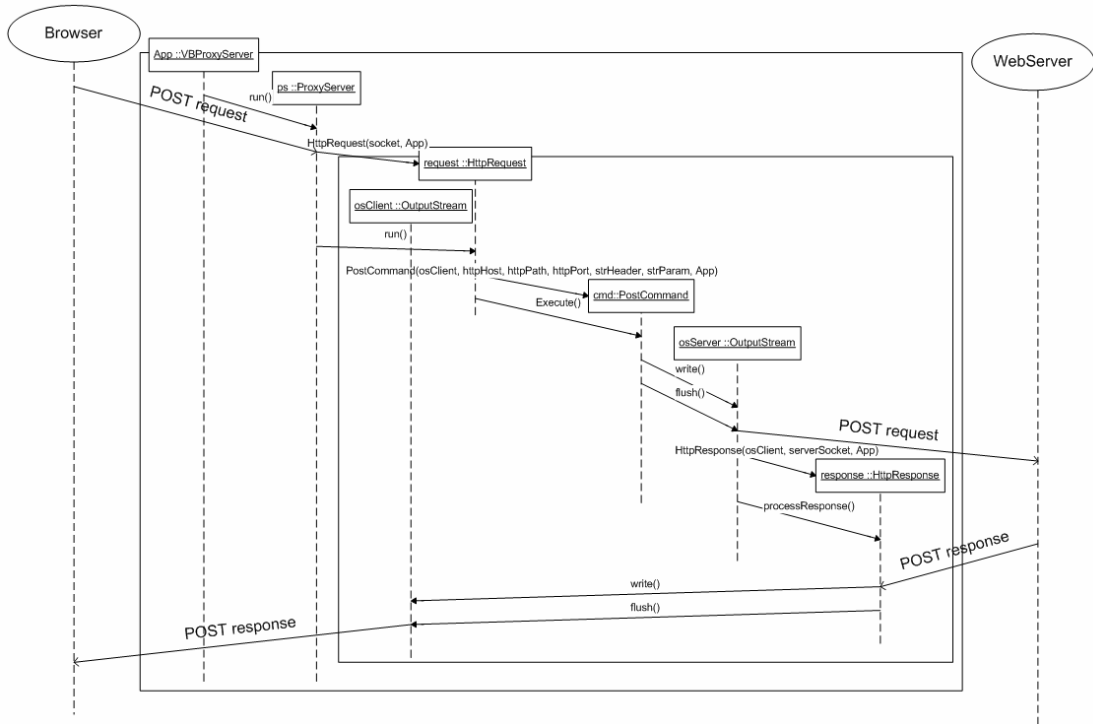 Browser
App ::VBProxyServer
WebServer
ps ::ProxyServer
run()
POST request
HttpRequest(socket, App)
request ::HttpRequest
osClient ::OutputStream
run()
PostCommand(osClient, httpHost, httpPath, httpPort, strHeader, strParam, App)
cmd::PostCommand
Execute()
osServer ::OutputStream
write()
flush()
POST request
HttpResponse(osClient, serverSocket, App)
response ::HttpResponse
processResponse()
POST response
write()
flush()
POST response